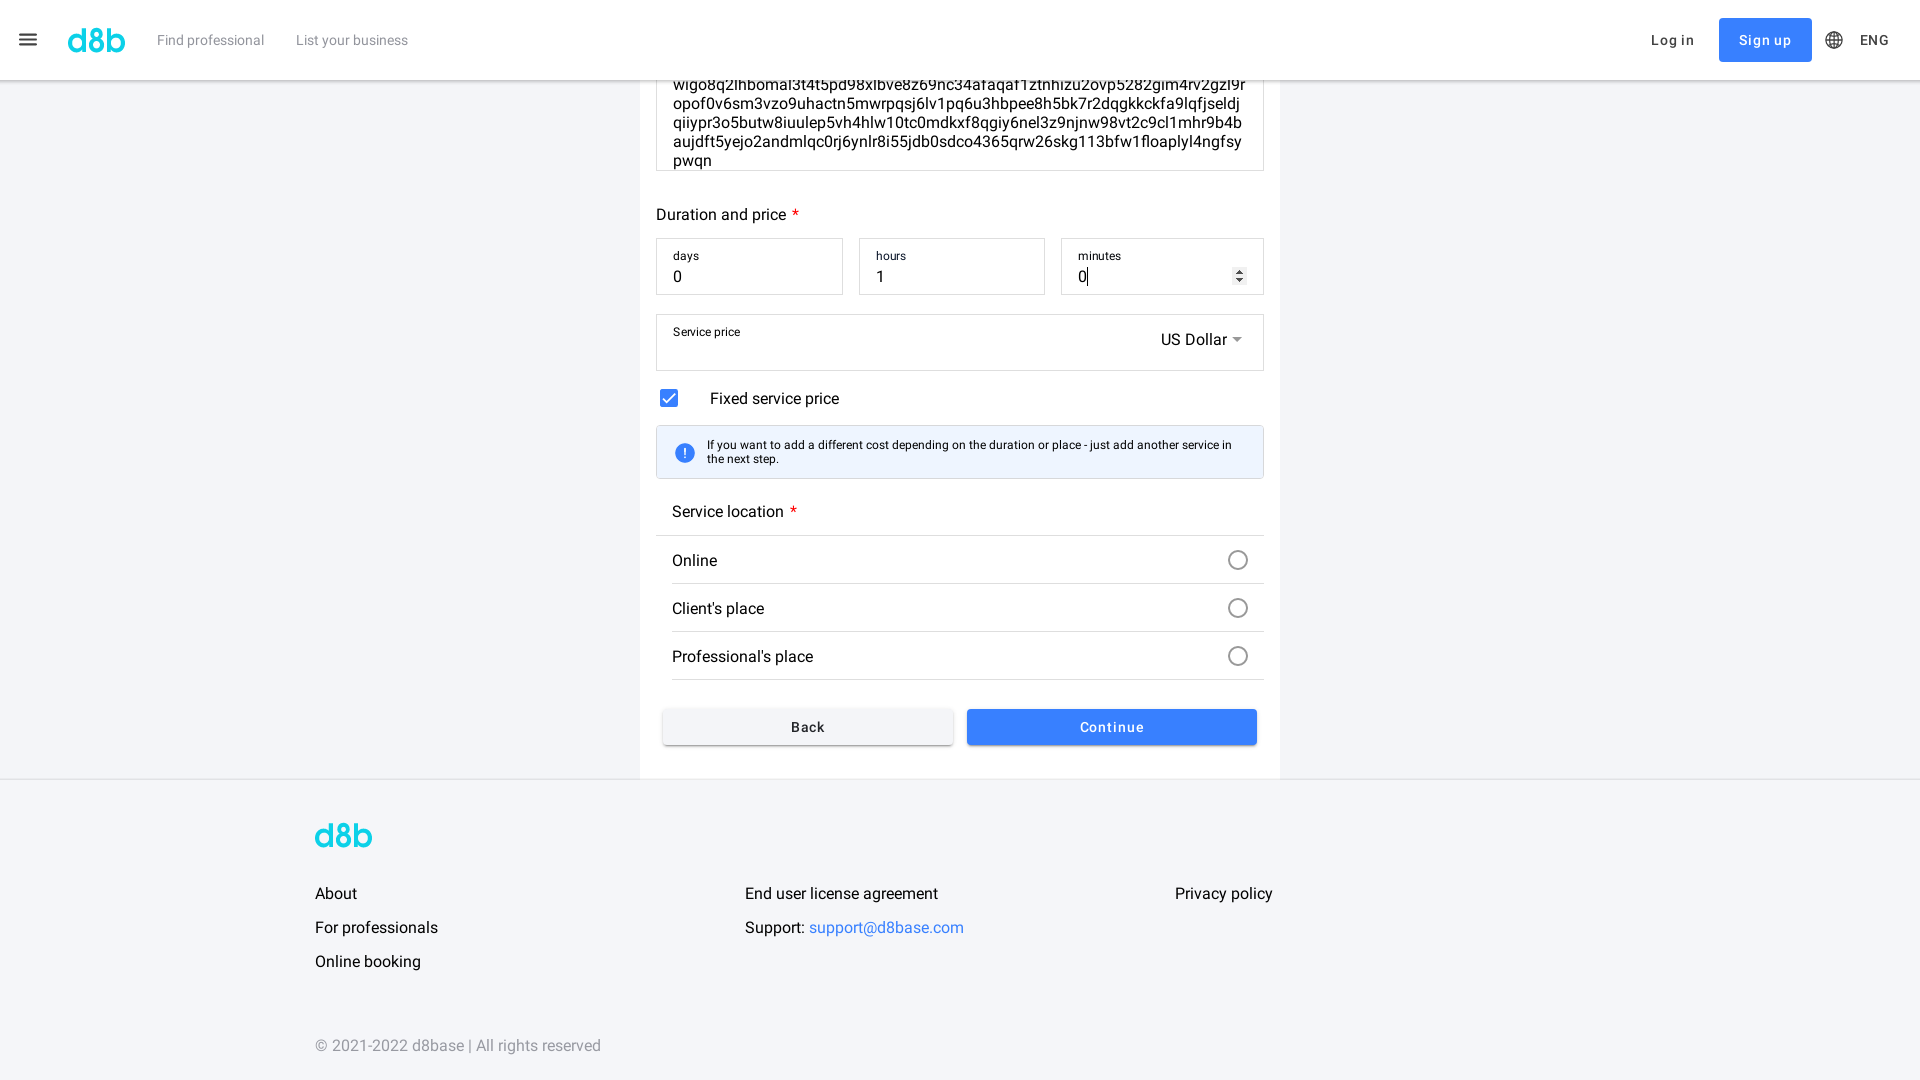 d8b
Find professional
List your business
Log in
Sign up
ENG
wigo8q2lhbomal3t4t5pd98xlbve8z69nc34afaqaf1ztnhizu2ovp5282gim4rv2gzl9r
opof0v6sm3vzo9uhactn5mwrpqsj6lv1pq6u3hbpee8h5bk7r2dqgkkckfa9lqfjseldj
qiiypr3o5butw8iuulep5vh4hlw10tc0mdkxf8qgiy6nel3z9njnw98vt2c9cl1mhr9b4b
aujdft5yejo2andmlqc0rj6ynlr8i55jdb0sdco4365qrw26skg113bfw1floaplyl4ngfsy
pwqn
Duration and price *
days
0
hours
1
minutes
0
Service price
US Dollar
Fixed service price
If you want to add a different cost depending on the duration or place - just add another service in
the next step.
Service location *
Online
Client's place
Professional's place
Back
Continue
d8b
About
End user license agreement
Privacy policy
For professionals
Support: support@d8base.com
Online booking
© 2021-2022 d8base | All rights reserved